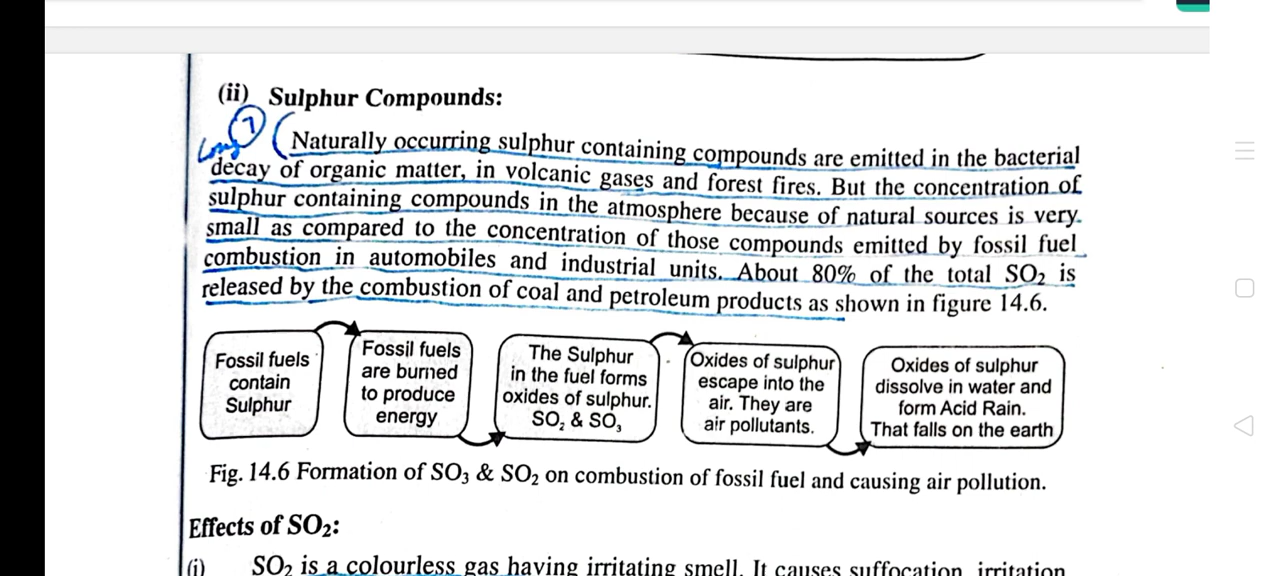 (ii) Sulphur Compounds:
7
Long
(Naturally occurring sulphur containing compounds are emitted in the bacterial
decay of organic matter, in volcanic gases and forest fires. But the concentration of
sulphur containing compounds in the atmosphere because of natural sources is very
small as compared to the concentration of those compounds emitted by fossil fuel
combustion in automobiles and industrial units. About 80% of the total SO₂ is
released by the combustion of coal and petroleum products as shown in figure 14.6.
Fossil fuels
contain
Sulphur
Fossil fuels
are burned
to produce
energy
The Sulphur
in the fuel forms
oxides of sulphur.
SO₂ & SO₃
Oxides of sulphur
escape into the
air. They are
air pollutants.
Oxides of sulphur
dissolve in water and
form Acid Rain.
That falls on the earth
Fig. 14.6 Formation of SO₃ & SO₂ on combustion of fossil fuel and causing air pollution.
Effects of SO₂:
(i) SO₂ is a colourless gas having irritating smell. It causes suffocation, irritation